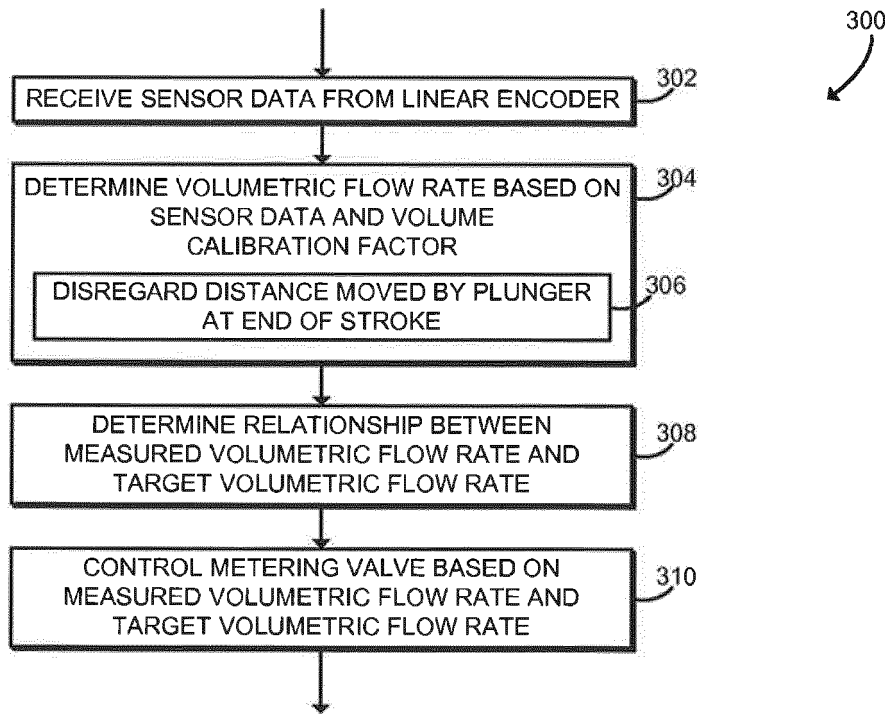 300
RECEIVE SENSOR DATA FROM LINEAR ENCODER
302
DETERMINE VOLUMETRIC FLOW RATE BASED ON
SENSOR DATA AND VOLUME
CALIBRATION FACTOR
304
DISREGARD DISTANCE MOVED BY PLUNGER
AT END OF STROKE
306
DETERMINE RELATIONSHIP BETWEEN
MEASURED VOLUMETRIC FLOW RATE AND
TARGET VOLUMETRIC FLOW RATE
308
CONTROL METERING VALVE BASED ON
MEASURED VOLUMETRIC FLOW RATE AND
TARGET VOLUMETRIC FLOW RATE
310